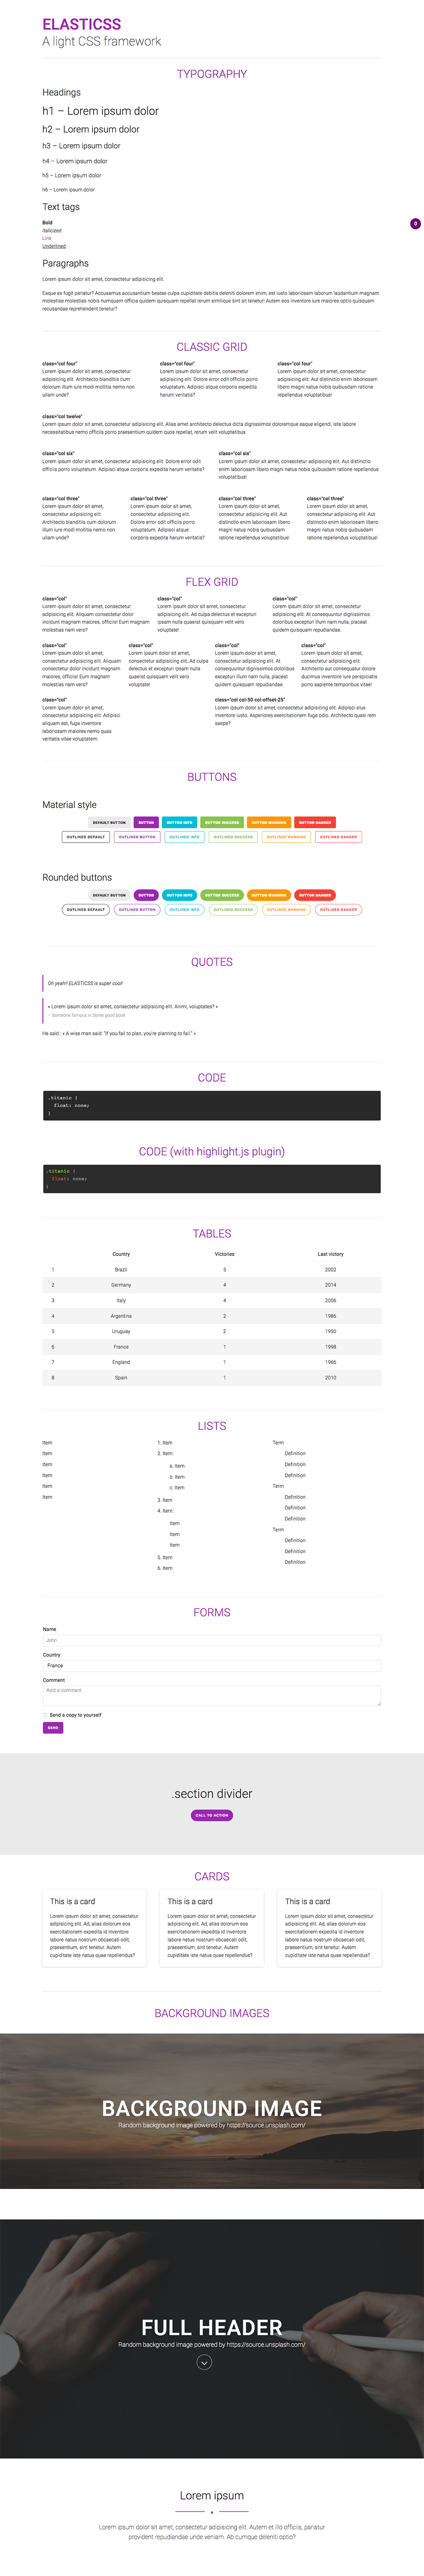 ELASTICSS
A light CSS framework
TYPOGRAPHY
Headings
h1 – Lorem ipsum dolor
h2 – Lorem ipsum dolor
h3 – Lorem ipsum dolor
h4 – Lorem ipsum dolor
h5 – Lorem ipsum dolor
h6 – Lorem ipsum dolor
Text tags
Bold
Italicized
Link
Underlined
0
Paragraphs
Lorem ipsum dolor sit amet, consectetur adipisicing elit.
Eaque ex fugit pariatur? Accusamus accusantium beatae culpa cupiditate debitis deleniti dolorem enim, est iusto laboriosam laborum laudantium magnam
molestiae molestias nobis numquam officia quidem quisquam repellat rerum similique sint sit tenetur! Autem eos inventore iure maiores optio quisquam
recusandae reprehenderit tenetur?
CLASSIC GRID
class="col four"
Lorem ipsum dolor sit amet, consectetur
adipisicing elit. Architecto blanditiis cum
dolorum illum iure modi mollitia nemo non
ullam unde?
class="col four"
Lorem ipsum dolor sit amet, consectetur
adipisicing elit. Dolore error odit officiis porro
voluptatum. Adipisci atque corporis expedita
harum veritatis?
class="col four"
Lorem ipsum dolor sit amet, consectetur
adipisicing elit. Aut distinctio enim laboriosam
libero magni natus nobis quibusdam ratione
repellendus voluptatibus!
class="col twelve"
Lorem ipsum dolor sit amet, consectetur adipisicing elit. Alias amet architecto delectus dicta dignissimos doloremque eaque eligendi, iste labore
necessitatibus nemo officiis porro praesentium quidem quos repellat, rerum velit voluptatibus.
class="col six"
Lorem ipsum dolor sit amet, consectetur adipisicing elit. Dolore error odit
officiis porro voluptatum. Adipisci atque corporis expedita harum veritatis?
class="col six"
Lorem ipsum dolor sit amet, consectetur adipisicing elit. Aut distinctio
enim laboriosam libero magni natus nobis quibusdam ratione repellendus
voluptatibus!
class="col three"
Lorem ipsum dolor sit amet,
consectetur adipisicing elit.
Architecto blanditiis cum dolorum
illum iure modi mollitia nemo non
ullam unde?
class="col three"
Lorem ipsum dolor sit amet,
consectetur adipisicing elit.
Dolore error odit officiis porro
voluptatum. Adipisci atque
corporis expedita harum veritatis?
class="col three"
Lorem ipsum dolor sit amet,
consectetur adipisicing elit. Aut
distinctio enim laboriosam libero
magni natus nobis quibusdam
ratione repellendus voluptatibus!
class="col three"
Lorem ipsum dolor sit amet,
consectetur adipisicing elit. Aut
distinctio enim laboriosam libero
magni natus nobis quibusdam
ratione repellendus voluptatibus!
FLEX GRID
class="col"
Lorem ipsum dolor sit amet, consectetur
adipisicing elit. Aliquam consectetur dolor
incidunt magnam maiores, officia! Eum magnam
molestias nam vero?
class="col"
Lorem ipsum dolor sit amet, consectetur
adipisicing elit. Ad culpa delectus et excepturi
ipsam nulla quaerat quisquam velit vero
voluptate!
class="col"
Lorem ipsum dolor sit amet, consectetur
adipisicing elit. At consequuntur dignissimos
doloribus excepturi illum nam nulla, placeat
quidem quisquam repudiandae.
class="col"
Lorem ipsum dolor sit amet,
consectetur adipisicing elit. Aliquam
consectetur dolor incidunt magnam
maiores, officia! Eum magnam
molestias nam vero?
class="col"
Lorem ipsum dolor sit amet,
consectetur adipisicing elit. Ad culpa
delectus et excepturi ipsam nulla
quaerat quisquam velit vero
voluptate!
class="col"
Lorem ipsum dolor sit amet,
consectetur adipisicing elit. At
consequuntur dignissimos doloribus
excepturi illum nam nulla, placeat
quidem quisquam repudiandae.
class="col"
Lorem ipsum dolor sit amet,
consectetur adipisicing elit.
Architecto aut consequatur dolore
ducimus inventore iure perspiciatis
porro sapiente temporibus vitae!
class="col"
Lorem ipsum dolor sit amet,
consectetur adipisicing elit. Adipisci
aliquam est, fuga inventore
laboriosam maiores nemo quas
veritatis vitae voluptatem.
class="col col-50 col-offset-25"
Lorem ipsum dolor sit amet, consectetur adipisicing elit. Adipisci eius
inventore iusto. Asperiores exercitationem fuga odio. Architecto quasi rem
saepe?
BUTTONS
Material style
DEFAULT BUTTON BUTTON BUTTON INFO BUTTON SUCCESS BUTTON WARNING BUTTON DANGER
OUTLINED DEFAULT OUTLINED BUTTON OUTLINED INFO OUTLINED SUCCESS OUTLINED WARNING OUTLINED DANGER
Rounded buttons
DEFAULT BUTTON BUTTON BUTTON INFO BUTTON SUCCESS BUTTON WARNING BUTTON DANGER
OUTLINED DEFAULT OUTLINED BUTTON OUTLINED INFO OUTLINED SUCCESS OUTLINED WARNING OUTLINED DANGER
QUOTES
Oh yeah!! ELASTICSS is super cool!
« Lorem ipsum dolor sit amet, consectetur adipisicing elit. Animi, voluptates? »
– Someome famous in Some good book
He said : « A wise man said: "If you fail to plan, you're planning to fail." »
CODE
.titanic {
float: none;
}
CODE (with highlight.js plugin)
.titanic {
float: none;
}
TABLES
Country Victories Last victory
1 Brazil 5 2002
2 Germany 4 2014
3 Italy 4 2006
4 Argentina 2 1986
5 Uruguay 2 1950
6 France 1 1998
7 England 1 1966
8 Spain 1 2010
LISTS
Item
Item
Item
Item
Item
Item
1. Item
2. Item:
a. Item
b. Item
c. Item
3. Item
4. Item:
Item
Item
Item
5. Item
6. Item
Term
Definition
Definition
Definition
Term
Definition
Definition
Definition
Term
Definition
Definition
Definition
FORMS
Name
John
Country
France
Comment
Add a comment
Send a copy to yourself
SEND
.section divider
CALL TO ACTION
CARDS
This is a card
Lorem ipsum dolor sit amet, consectetur
adipisicing elit. Ad, alias dolorum eos
exercitationem expedita id inventore
labore natus nostrum obcaecati odit,
praesentium, sint tenetur. Autem
cupiditate iste natus quae repellendus?
This is a card
Lorem ipsum dolor sit amet, consectetur
adipisicing elit. Ad, alias dolorum eos
exercitationem expedita id inventore
labore natus nostrum obcaecati odit,
praesentium, sint tenetur. Autem
cupiditate iste natus quae repellendus?
This is a card
Lorem ipsum dolor sit amet, consectetur
adipisicing elit. Ad, alias dolorum eos
exercitationem expedita id inventore
labore natus nostrum obcaecati odit,
praesentium, sint tenetur. Autem
cupiditate iste natus quae repellendus?
BACKGROUND IMAGES
BACKGROUND IMAGE
Random background image powered by https://source.unsplash.com/
FULL HEADER
Random background image powered by https://source.unsplash.com/
Lorem ipsum
Lorem ipsum dolor sit amet, consectetur adipisicing elit. Autem et illo officiis, pariatur
provident repudiandae unde veniam. Ab cumque deleniti optio?